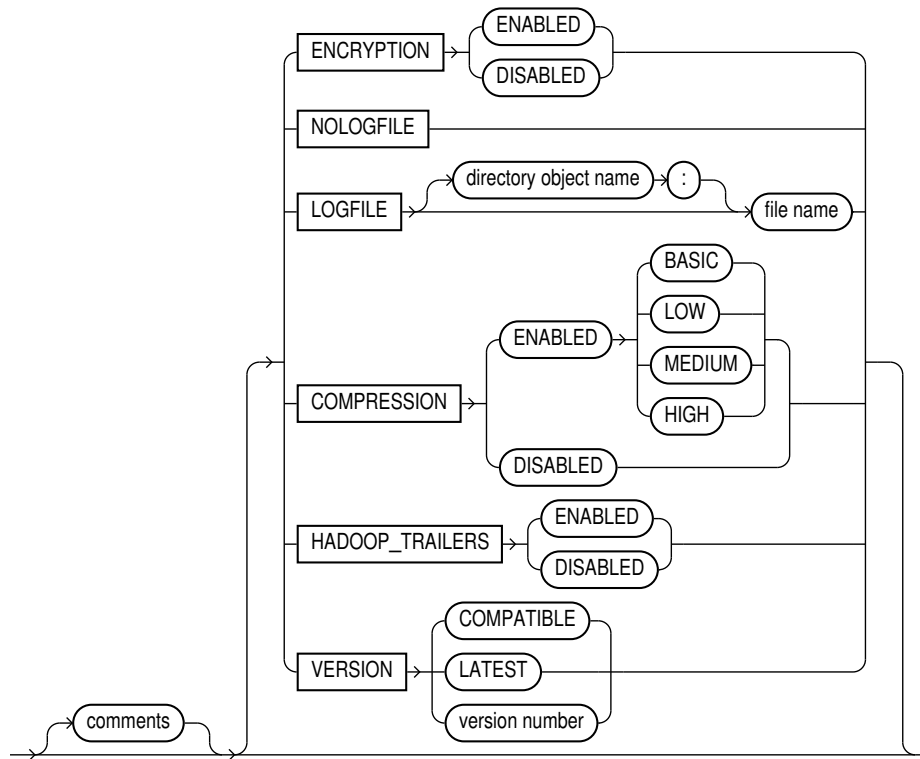 ENCRYPTION
ENABLED
DISABLED
NOLOGFILE
LOGFILE
directory object name
:
file name
COMPRESSION
ENABLED
BASIC
LOW
MEDIUM
HIGH
DISABLED
HADOOP_TRAILERS
ENABLED
DISABLED
VERSION
COMPATIBLE
LATEST
version number
comments